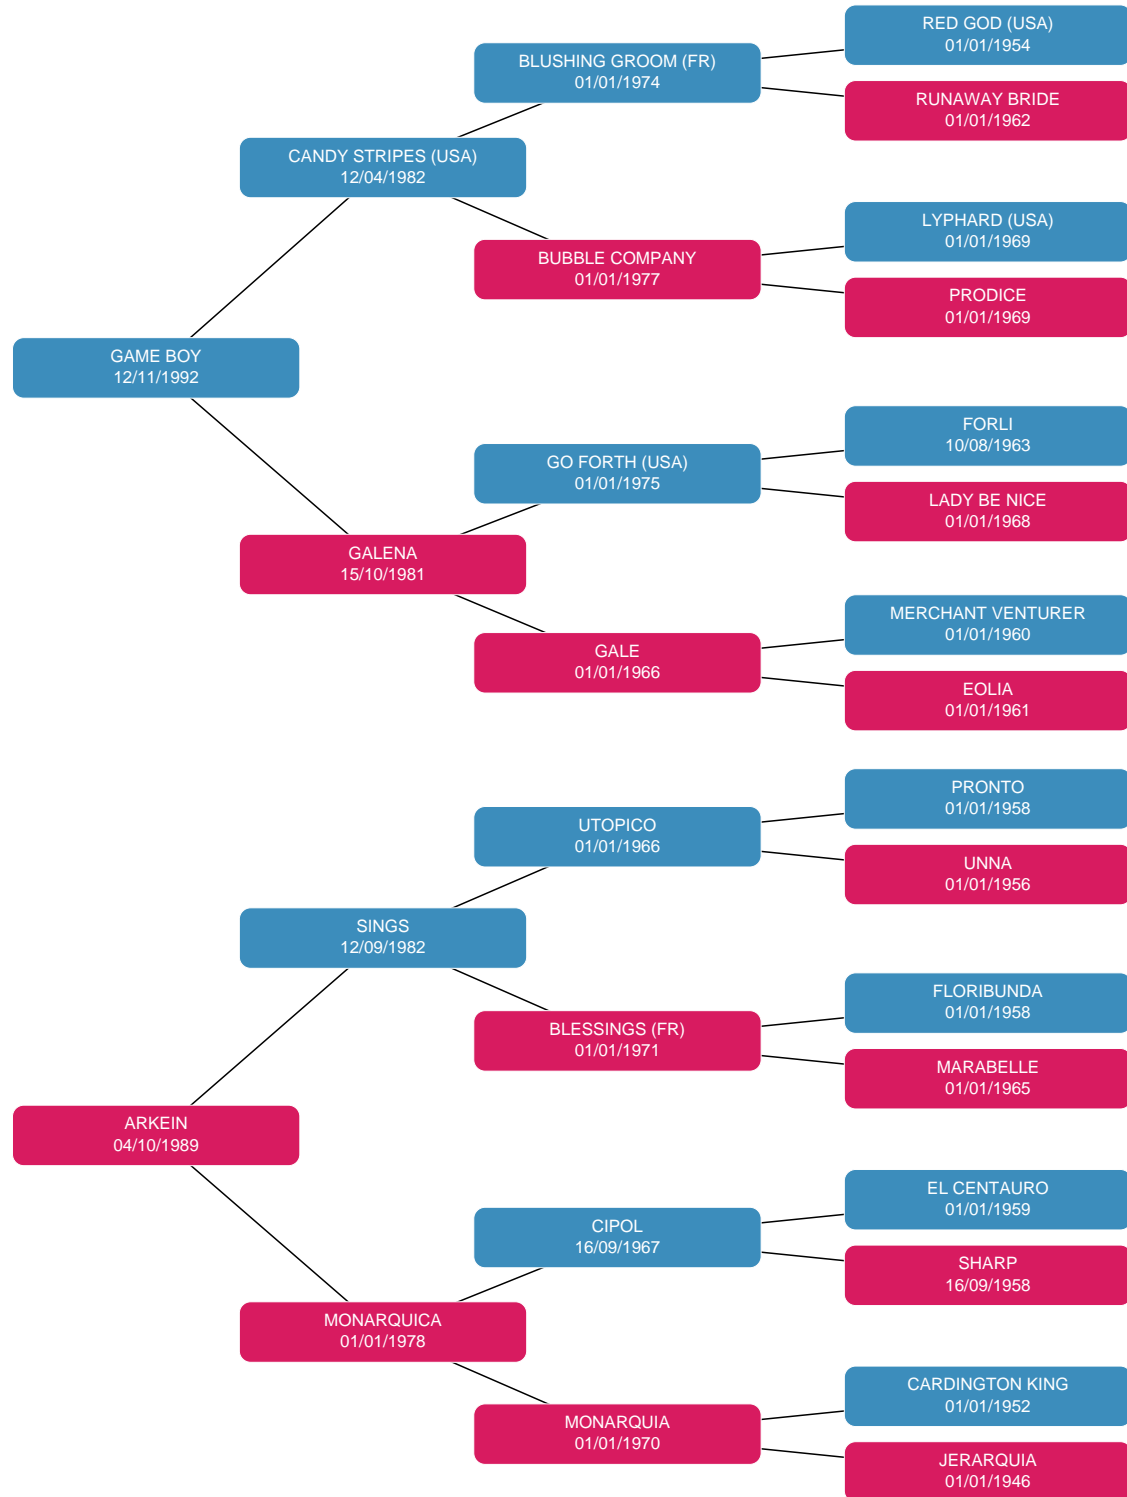 RED GOD (USA)
01/01/1954
BLUSHING GROOM (FR)
01/01/1974
RUNAWAY BRIDE
01/01/1962
CANDY STRIPES (USA)
12/04/1982
LYPHARD (USA)
01/01/1969
BUBBLE COMPANY
01/01/1977
PRODICE
01/01/1969
GAME BOY
12/11/1992
FORLI
10/08/1963
GO FORTH (USA)
01/01/1975
LADY BE NICE
01/01/1968
GALENA
15/10/1981
MERCHANT VENTURER
01/01/1960
GALE
01/01/1966
EOLIA
01/01/1961
PRONTO
01/01/1958
UTOPICO
01/01/1966
UNNA
01/01/1956
SINGS
12/09/1982
FLORIBUNDA
01/01/1958
BLESSINGS (FR)
01/01/1971
MARABELLE
01/01/1965
ARKEIN
04/10/1989
EL CENTAURO
01/01/1959
CIPOL
16/09/1967
SHARP
16/09/1958
MONARQUICA
01/01/1978
CARDINGTON KING
01/01/1952
MONARQUIA
01/01/1970
JERARQUIA
01/01/1946